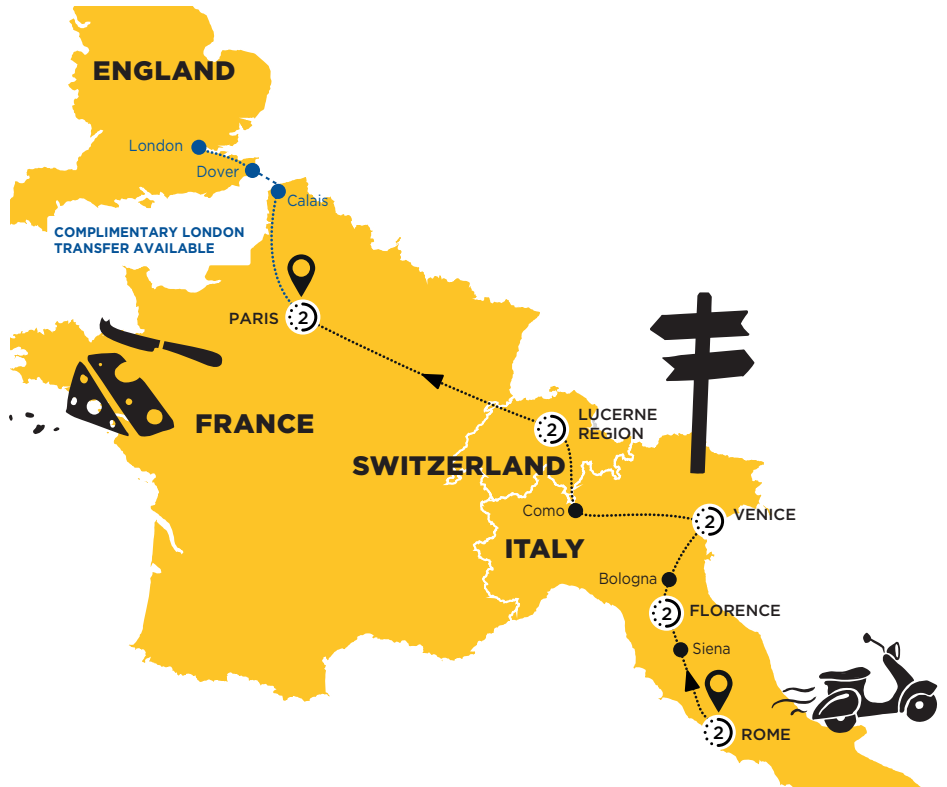 ENGLAND
London
Dover
Calais
COMPLIMENTARY LONDON
TRANSFER AVAILABLE
PARIS
2
FRANCE
2
LUCERNE
REGION
SWITZERLAND
Como
2
VENICE
ITALY
Bologna
2
FLORENCE
Siena
2
ROME